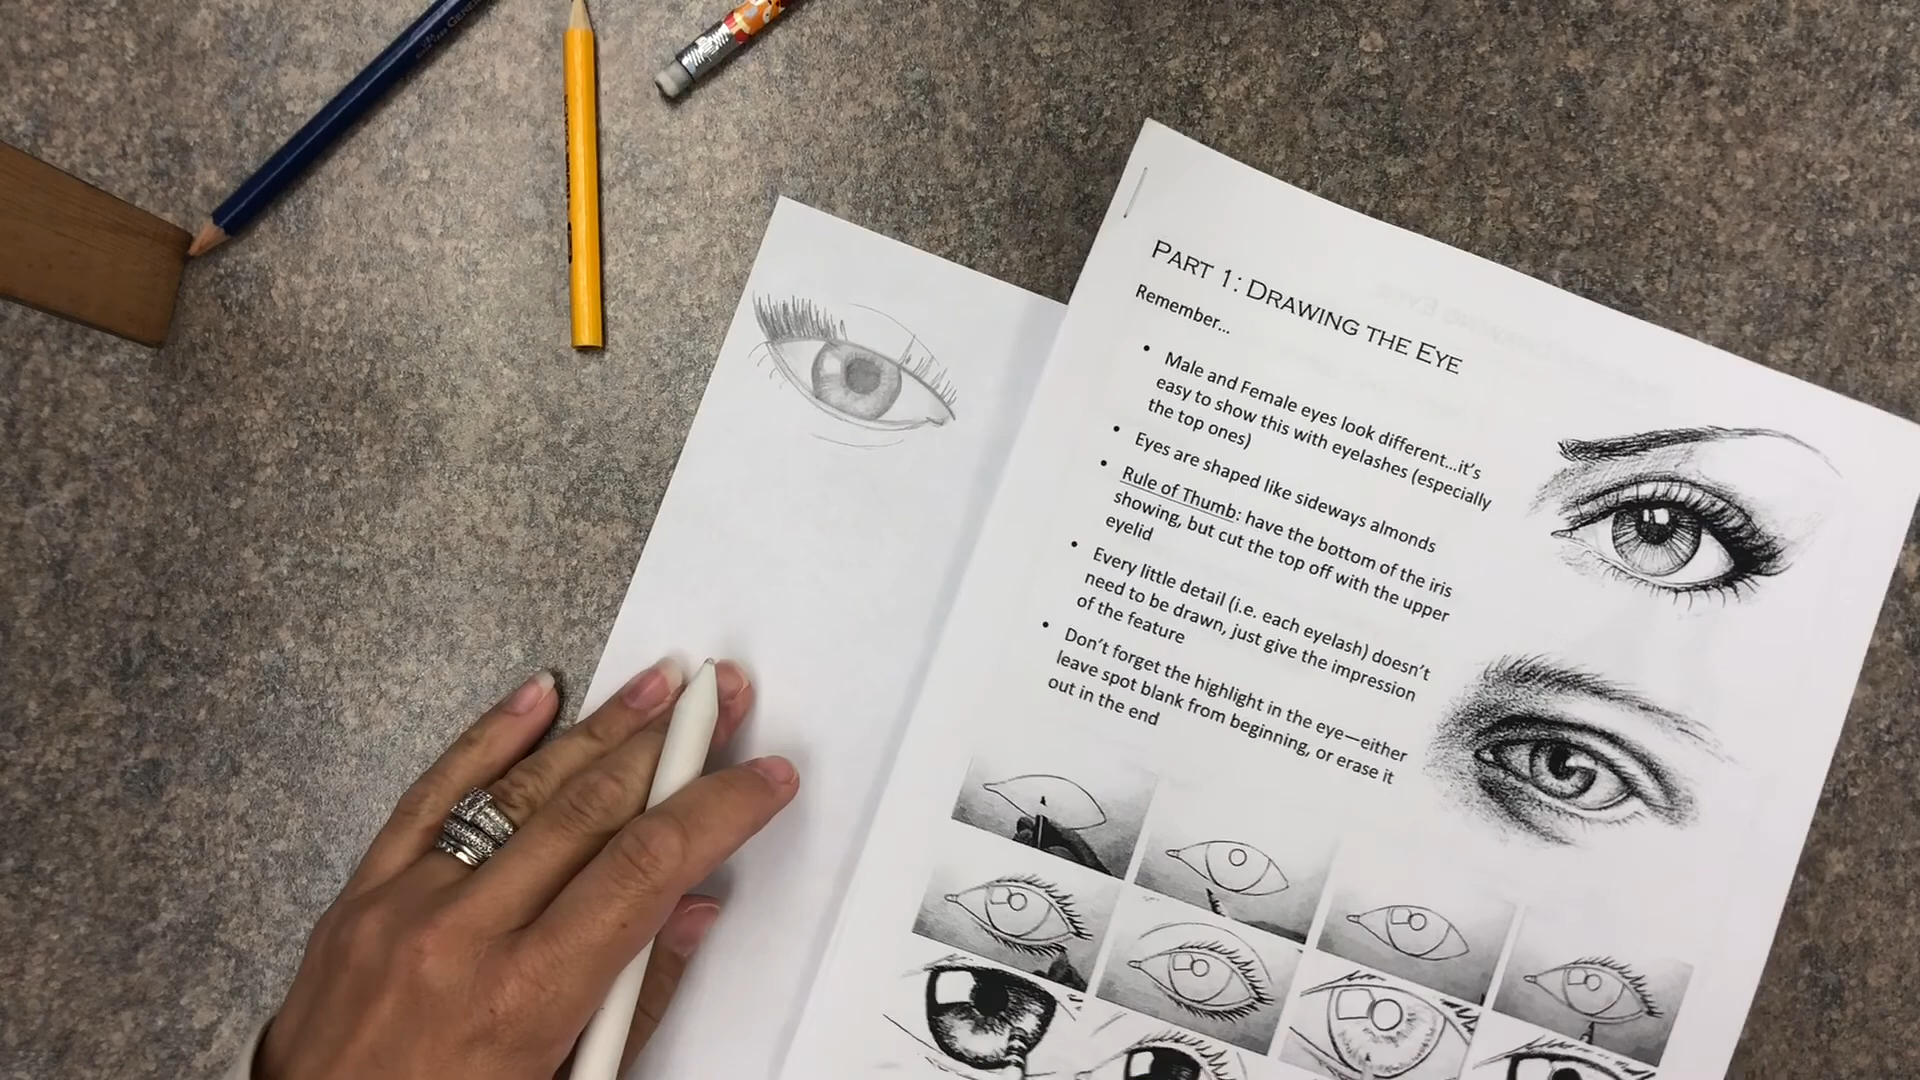 GENERAL
PART 1: DRAWING THE EYE
Remember...
• Male and Female eyes look different...it's
easy to show this with eyelashes (especially
the top ones)
• Eyes are shaped like sideways almonds
• Rule of Thumb: have the bottom of the iris
showing, but cut the top off with the upper
eyelid
• Every little detail (i.e. each eyelash) doesn't
need to be drawn, just give the impression
of the feature
• Don't forget the highlight in the eye—either
leave spot blank from beginning, or erase it
out in the end